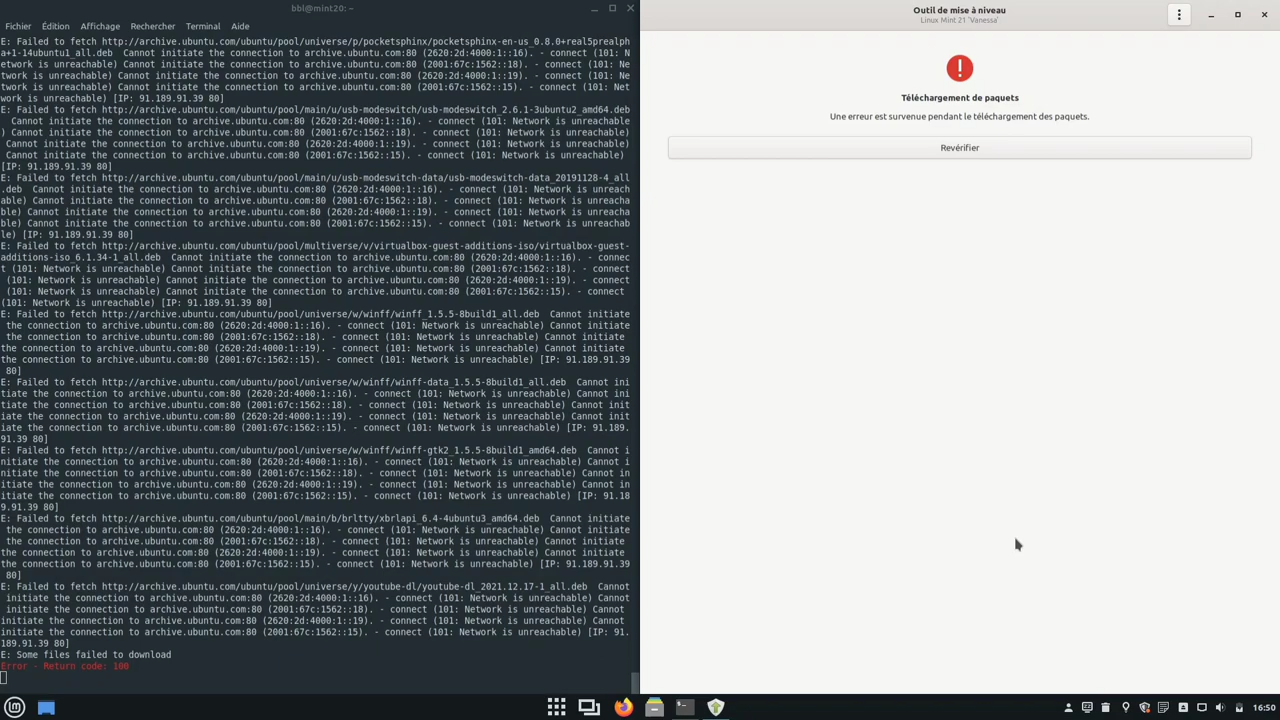 bbl@mint20: ~
Fichier Édition Affichage Rechercher Terminal Aide
E: Failed to fetch http://archive.ubuntu.com/ubuntu/pool/universe/p/pocketsphinx/pocketsphinx-en-us_0.8.0+real5prealph
a+1-14ubuntu1_all.deb  Cannot initiate the connection to archive.ubuntu.com:80 (2620:2d:4000:1::16). - connect (101: N
etwork is unreachable) Cannot initiate the connection to archive.ubuntu.com:80 (2001:67c:1562::18). - connect (101: Ne
twork is unreachable) Cannot initiate the connection to archive.ubuntu.com:80 (2620:2d:4000:1::19). - connect (101: Ne
twork is unreachable) Cannot initiate the connection to archive.ubuntu.com:80 (2001:67c:1562::15). - connect (101: Net
work is unreachable) [IP: 91.189.91.39 80]
E: Failed to fetch http://archive.ubuntu.com/ubuntu/pool/main/u/usb-modeswitch/usb-modeswitch_2.6.1-3ubuntu2_amd64.deb
  Cannot initiate the connection to archive.ubuntu.com:80 (2620:2d:4000:1::16). - connect (101: Network is unreachable
) Cannot initiate the connection to archive.ubuntu.com:80 (2001:67c:1562::18). - connect (101: Network is unreachable)
 Cannot initiate the connection to archive.ubuntu.com:80 (2620:2d:4000:1::19). - connect (101: Network is unreachable)
 Cannot initiate the connection to archive.ubuntu.com:80 (2001:67c:1562::15). - connect (101: Network is unreachable)
[IP: 91.189.91.39 80]
E: Failed to fetch http://archive.ubuntu.com/ubuntu/pool/main/u/usb-modeswitch-data/usb-modeswitch-data_20191128-4_all
.deb  Cannot initiate the connection to archive.ubuntu.com:80 (2620:2d:4000:1::16). - connect (101: Network is unreach
able) Cannot initiate the connection to archive.ubuntu.com:80 (2001:67c:1562::18). - connect (101: Network is unreacha
ble) Cannot initiate the connection to archive.ubuntu.com:80 (2620:2d:4000:1::19). - connect (101: Network is unreacha
ble) Cannot initiate the connection to archive.ubuntu.com:80 (2001:67c:1562::15). - connect (101: Network is unreachab
le) [IP: 91.189.91.39 80]
E: Failed to fetch http://archive.ubuntu.com/ubuntu/pool/multiverse/v/virtualbox-guest-additions-iso/virtualbox-guest-
additions-iso_6.1.34-1_all.deb  Cannot initiate the connection to archive.ubuntu.com:80 (2620:2d:4000:1::16). - connec
t (101: Network is unreachable) Cannot initiate the connection to archive.ubuntu.com:80 (2001:67c:1562::18). - connect
 (101: Network is unreachable) Cannot initiate the connection to archive.ubuntu.com:80 (2620:2d:4000:1::19). - connect
 (101: Network is unreachable) Cannot initiate the connection to archive.ubuntu.com:80 (2001:67c:1562::15). - connect
(101: Network is unreachable) [IP: 91.189.91.39 80]
E: Failed to fetch http://archive.ubuntu.com/ubuntu/pool/universe/w/winff/winff_1.5.5-8build1_all.deb  Cannot initiate
 the connection to archive.ubuntu.com:80 (2620:2d:4000:1::16). - connect (101: Network is unreachable) Cannot initiate
 the connection to archive.ubuntu.com:80 (2001:67c:1562::18). - connect (101: Network is unreachable) Cannot initiate
the connection to archive.ubuntu.com:80 (2620:2d:4000:1::19). - connect (101: Network is unreachable) Cannot initiate
the connection to archive.ubuntu.com:80 (2001:67c:1562::15). - connect (101: Network is unreachable) [IP: 91.189.91.39
 80]
E: Failed to fetch http://archive.ubuntu.com/ubuntu/pool/universe/w/winff/winff-data_1.5.5-8build1_all.deb  Cannot ini
tiate the connection to archive.ubuntu.com:80 (2620:2d:4000:1::16). - connect (101: Network is unreachable) Cannot ini
tiate the connection to archive.ubuntu.com:80 (2001:67c:1562::18). - connect (101: Network is unreachable) Cannot init
iate the connection to archive.ubuntu.com:80 (2620:2d:4000:1::19). - connect (101: Network is unreachable) Cannot init
iate the connection to archive.ubuntu.com:80 (2001:67c:1562::15). - connect (101: Network is unreachable) [IP: 91.189.
91.39 80]
E: Failed to fetch http://archive.ubuntu.com/ubuntu/pool/universe/w/winff/winff-gtk2_1.5.5-8build1_amd64.deb  Cannot i
nitiate the connection to archive.ubuntu.com:80 (2620:2d:4000:1::16). - connect (101: Network is unreachable) Cannot i
nitiate the connection to archive.ubuntu.com:80 (2001:67c:1562::18). - connect (101: Network is unreachable) Cannot in
itiate the connection to archive.ubuntu.com:80 (2620:2d:4000:1::19). - connect (101: Network is unreachable) Cannot in
itiate the connection to archive.ubuntu.com:80 (2001:67c:1562::15). - connect (101: Network is unreachable) [IP: 91.18
9.91.39 80]
E: Failed to fetch http://archive.ubuntu.com/ubuntu/pool/main/b/brltty/xbrlapi_6.4-4ubuntu3_amd64.deb  Cannot initiate
 the connection to archive.ubuntu.com:80 (2620:2d:4000:1::16). - connect (101: Network is unreachable) Cannot initiate
 the connection to archive.ubuntu.com:80 (2001:67c:1562::18). - connect (101: Network is unreachable) Cannot initiate
the connection to archive.ubuntu.com:80 (2620:2d:4000:1::19). - connect (101: Network is unreachable) Cannot initiate
the connection to archive.ubuntu.com:80 (2001:67c:1562::15). - connect (101: Network is unreachable) [IP: 91.189.91.39
 80]
E: Failed to fetch http://archive.ubuntu.com/ubuntu/pool/universe/y/youtube-dl/youtube-dl_2021.12.17-1_all.deb  Cannot
 initiate the connection to archive.ubuntu.com:80 (2620:2d:4000:1::16). - connect (101: Network is unreachable) Cannot
 initiate the connection to archive.ubuntu.com:80 (2001:67c:1562::18). - connect (101: Network is unreachable) Cannot
initiate the connection to archive.ubuntu.com:80 (2620:2d:4000:1::19). - connect (101: Network is unreachable) Cannot
initiate the connection to archive.ubuntu.com:80 (2001:67c:1562::15). - connect (101: Network is unreachable) [IP: 91.
189.91.39 80]
E: Some files failed to download
Error - Return code: 100
Outil de mise à niveau
Linux Mint 21 'Vanessa'
Téléchargement de paquets
Une erreur est survenue pendant le téléchargement des paquets.
Revérifier
16:50